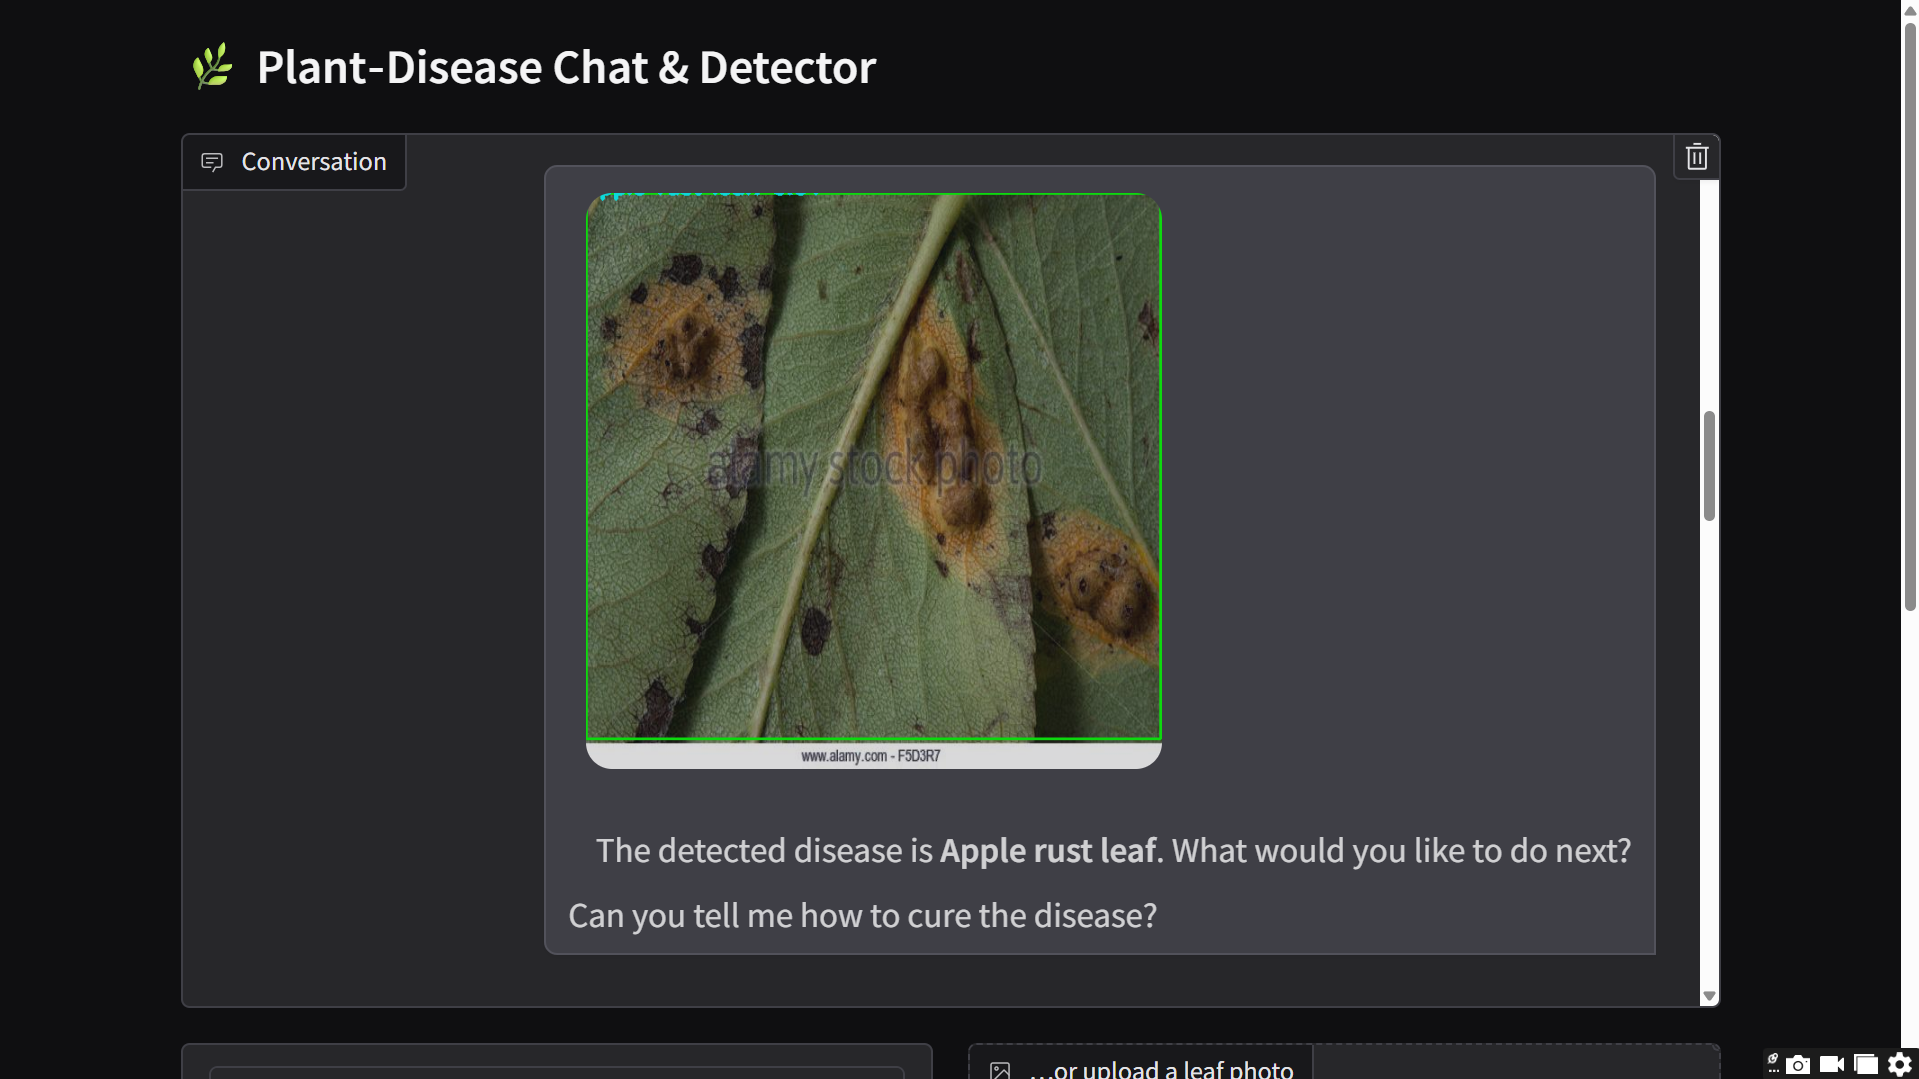 Plant-Disease Chat & Detector
Conversation
alamy stock photo
www.alamy.com - F5D3R7
The detected disease is Apple rust leaf. What would you like to do next?
Can you tell me how to cure the disease?
...or upload a leaf photo